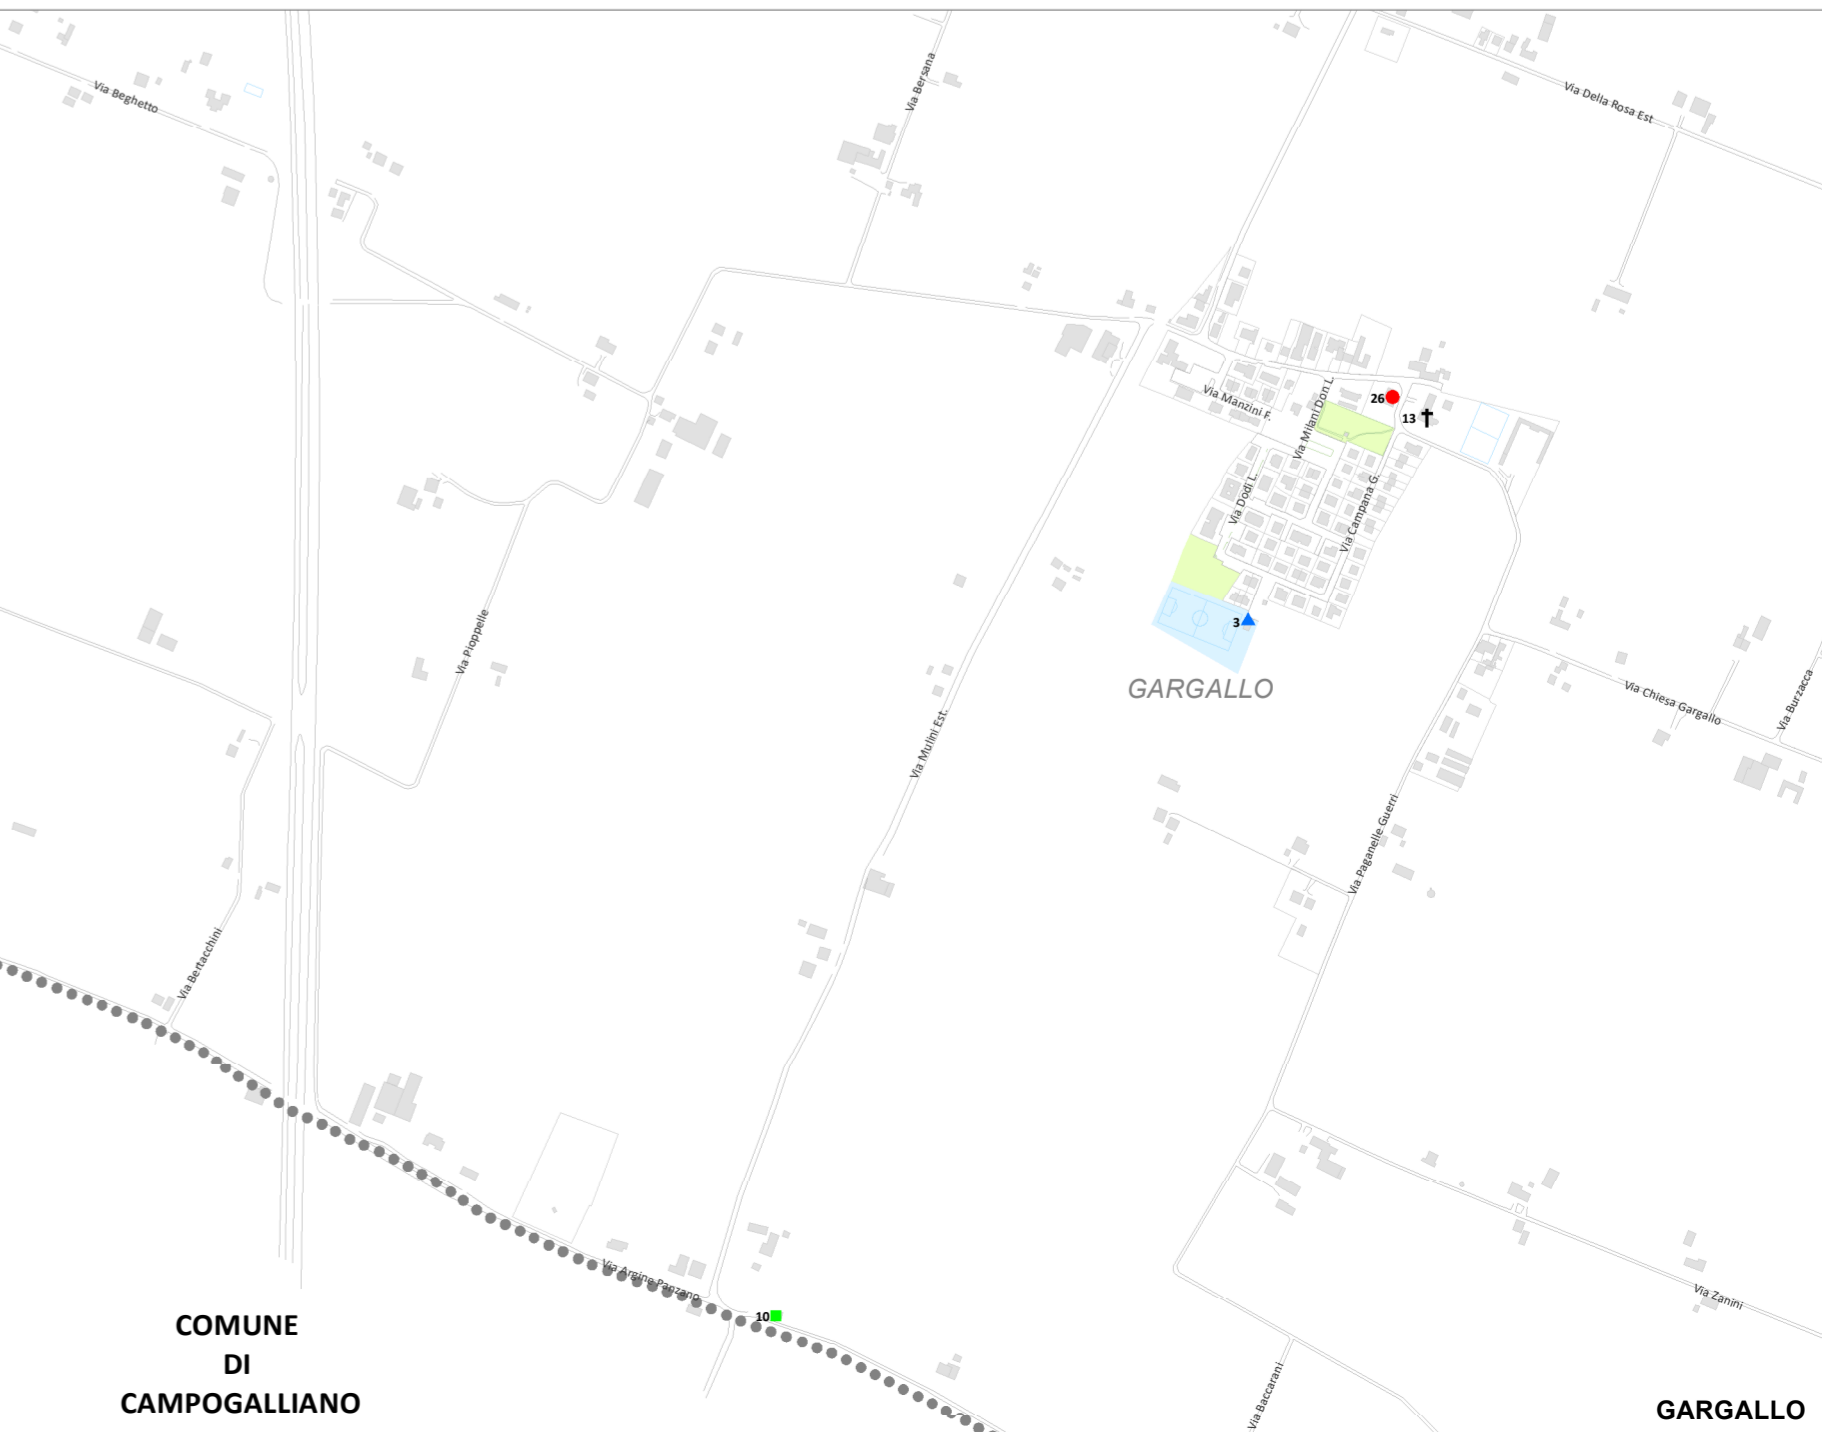 Via Bersana
Via Beghetto
Via Della Rosa Est
Via Manzini F.
Via Milani Don L.
26
13
Via Dodi L.
Via Campana G.
3
GARGALLO
Via Pioppelle
Via Mulini Est.
Via Chiesa Gargallo
Via Burzacca
Via Paganelle Guerri
Via Bertacchini
Via Argine Panzano
10
Via Zanini
Via Baccarani
COMUNE
DI
CAMPOGALLIANO
GARGALLO